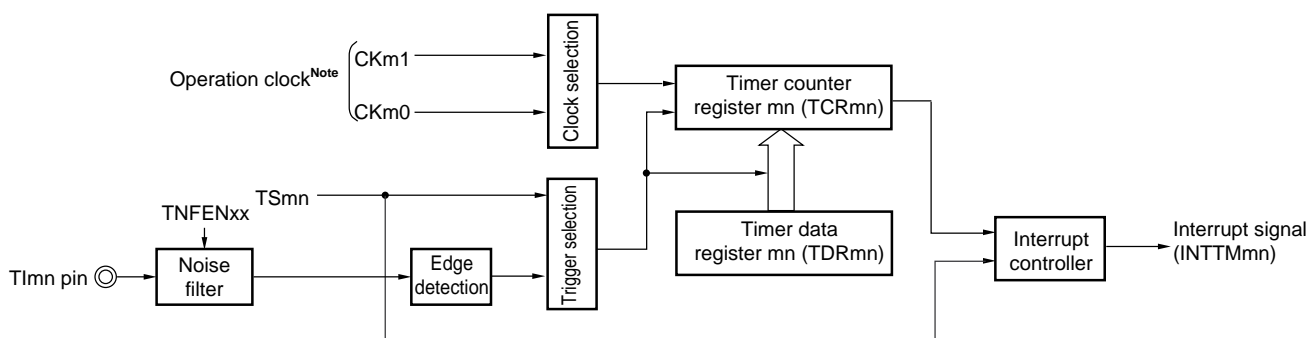 Operation clockNote
CKm1
CKm0
Clock selection
Timer counter
register mn (TCRmn)
TSmn
TNFENxx
TImn pin
Noise
filter
Edge
detection
Trigger selection
Timer data
register mn (TDRmn)
Interrupt
controller
Interrupt signal
(INTTMmn)